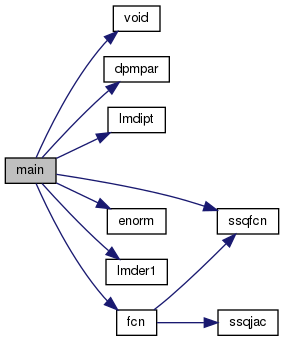 void
dpmpar
lmdipt
main
enorm
ssqfcn
lmder1
fcn
ssqjac